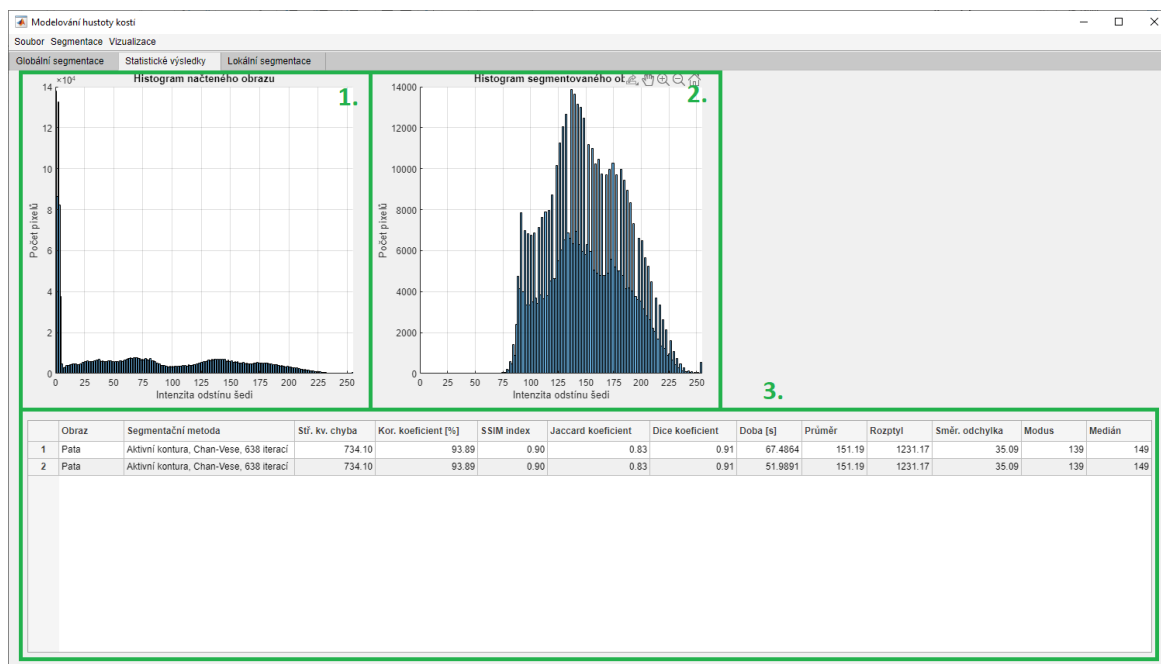 Modelování hustoty kosti
Soubor Segmentace Vizualizace
Globální segmentace Statistické výsledky Lokální segmentace
×10⁴ Histogram načteného obrazu 1.
14
12
10
8
6
4
2
0
0 25 50 75 100 125 150 175 200 225 250
Počet pixelů
Intenzita odstínu šedi
Histogram segmentovaného ob 2.
14000
12000
10000
8000
6000
4000
2000
0
0 25 50 75 100 125 150 175 200 225 250
Počet pixelů
Intenzita odstínu šedi
3.
Obraz Segmentační metoda Stř. kv. chyba Kor. koeficient [%] SSIM index Jaccard koeficient Dice koeficient Doba [s] Průměr Rozptyl Směr. odchylka Modus Medián
1 Pata Aktivní kontura, Chan-Vese, 638 iterací 734.10 93.89 0.90 0.83 0.91 67.4864 151.19 1231.17 35.09 139 149
2 Pata Aktivní kontura, Chan-Vese, 638 iterací 734.10 93.89 0.90 0.83 0.91 51.9891 151.19 1231.17 35.09 139 149